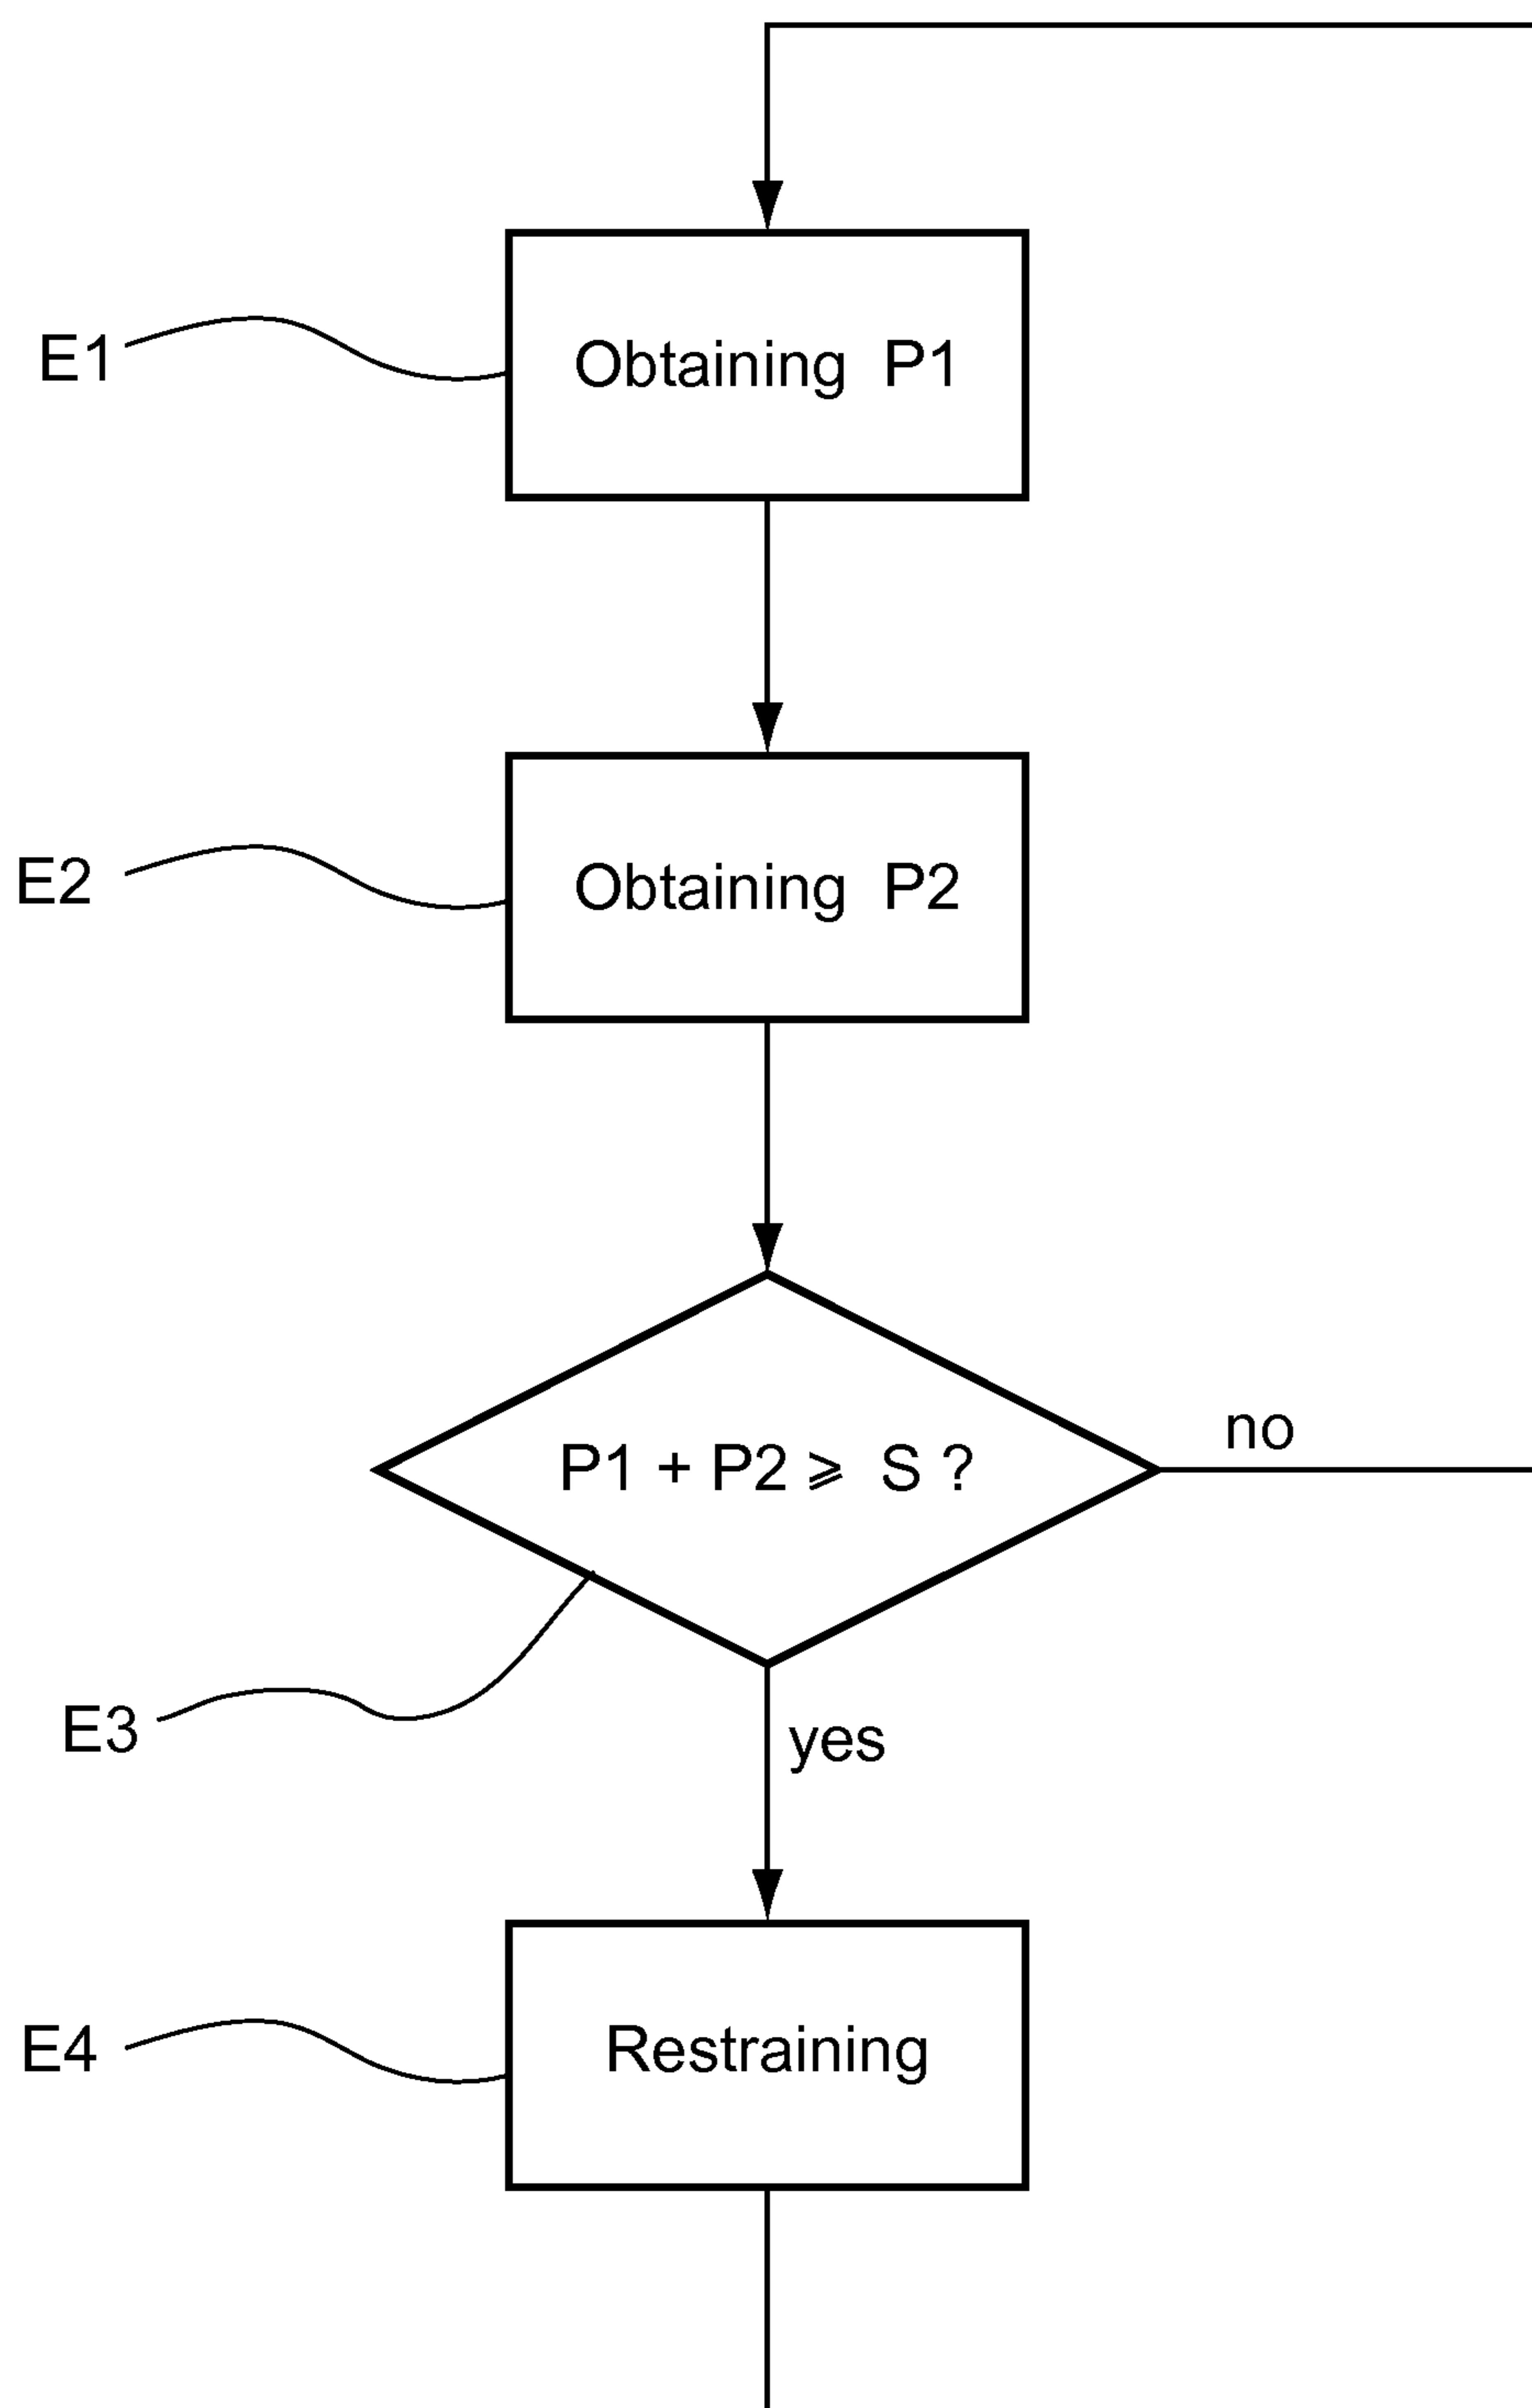 E1
Obtaining P1
E2
Obtaining P2
P1 + P2 ⩾ S ?
no
E3
yes
E4
Restraining